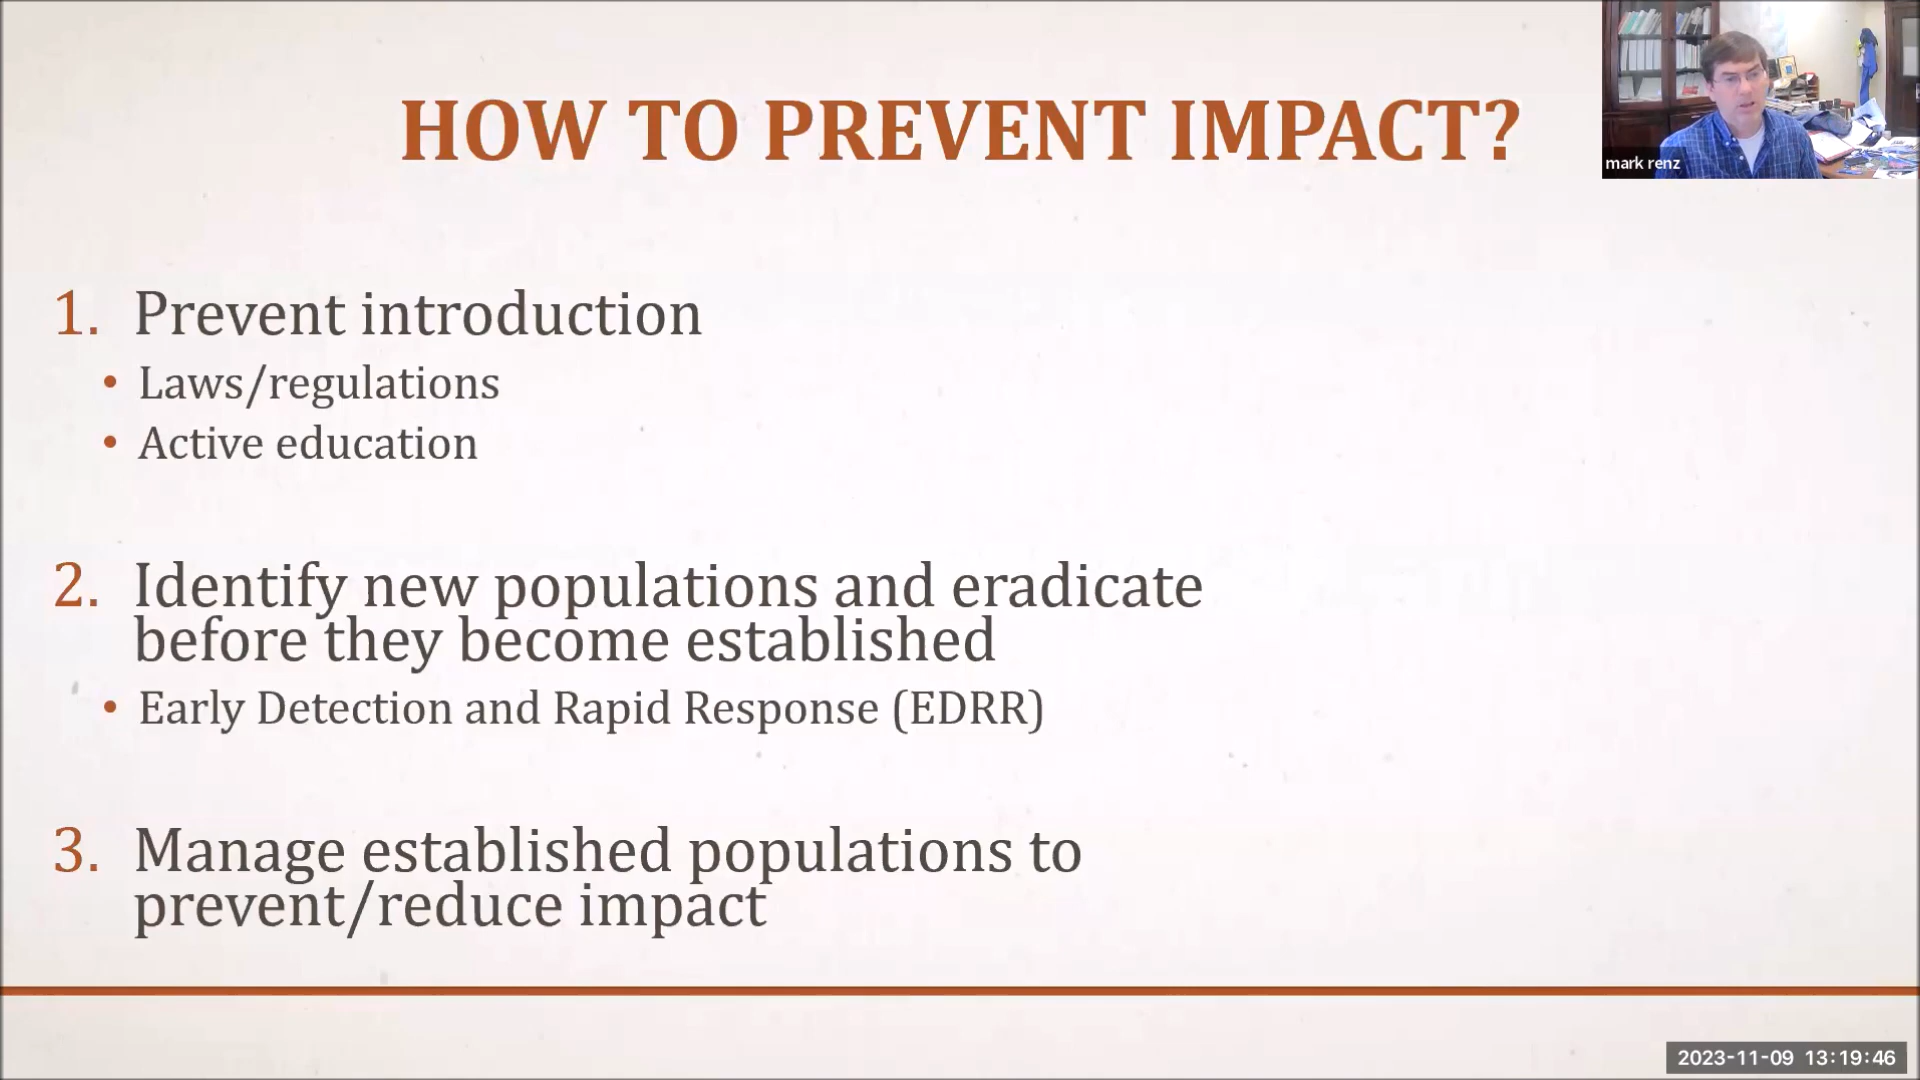 HOW TO PREVENT IMPACT?
mark renz
1. Prevent introduction
• Laws/regulations
• Active education
2. Identify new populations and eradicate
before they become established
• Early Detection and Rapid Response (EDRR)
3. Manage established populations to
prevent/reduce impact
2023-11-09 13:19:46